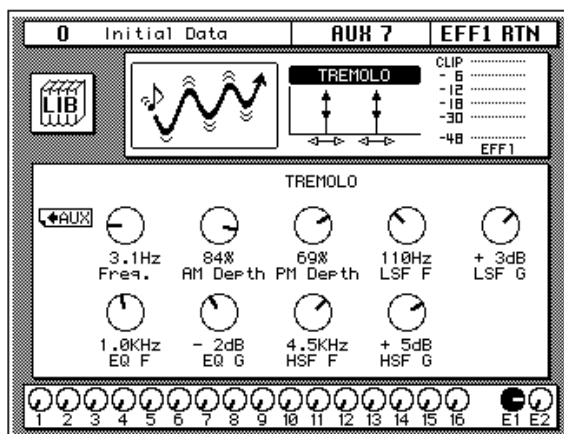 0 Initial Data AUX 7 EFF1 RTN
LIB
TREMOLO
CLIP
- 6
-12
-18
-30
-48
EFF1
TREMOLO
AUX
3.1Hz 84% 69% 110Hz + 3dB
Freq. AM Depth PM Depth LSF F LSF G
1.0KHz - 2dB 4.5KHz + 5dB
EQ F EQ G HSF F HSF G
1 2 3 4 5 6 7 8 9 10 11 12 13 14 15 16 E1 E2